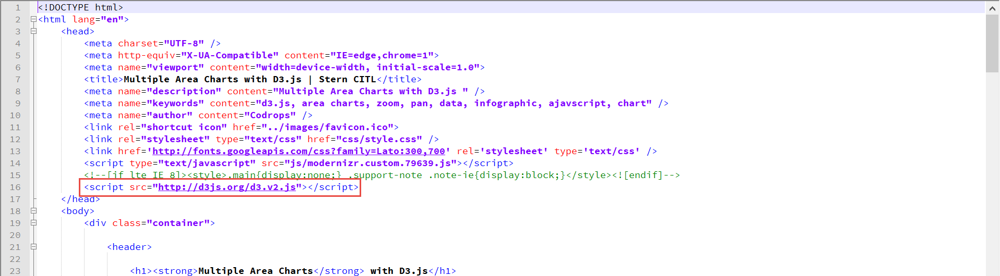 1 <!DOCTYPE html>
2 <html lang="en">
3 <head>
4 <meta charset="UTF-8" />
5 <meta http-equiv="X-UA-Compatible" content="IE=edge,chrome=1">
6 <meta name="viewport" content="width=device-width, initial-scale=1.0">
7 <title>Multiple Area Charts with D3.js | Stern CITL</title>
8 <meta name="description" content="Multiple Area Charts with D3.js " />
9 <meta name="keywords" content="d3.js, area charts, zoom, pan, data, infographic, ajavscript, chart" />
10 <meta name="author" content="Codrops" />
11 <link rel="shortcut icon" href="../images/favicon.ico">
12 <link rel="stylesheet" type="text/css" href="css/style.css" />
13 <link href='http://fonts.googleapis.com/css?family=Lato:300,700' rel='stylesheet' type='text/css' />
14 <script type="text/javascript" src="js/modernizr.custom.79639.js"></script>
15 <!--[if lte IE 8]><style>.main{display:none;} .support-note .note-ie{display:block;}</style><![endif]-->
16 <script src="http://d3js.org/d3.v2.js"></script>
17 </head>
18 <body>
19 <div class="container">
20
21 <header>
22
23 <h1><strong>Multiple Area Charts</strong> with D3.js</h1>